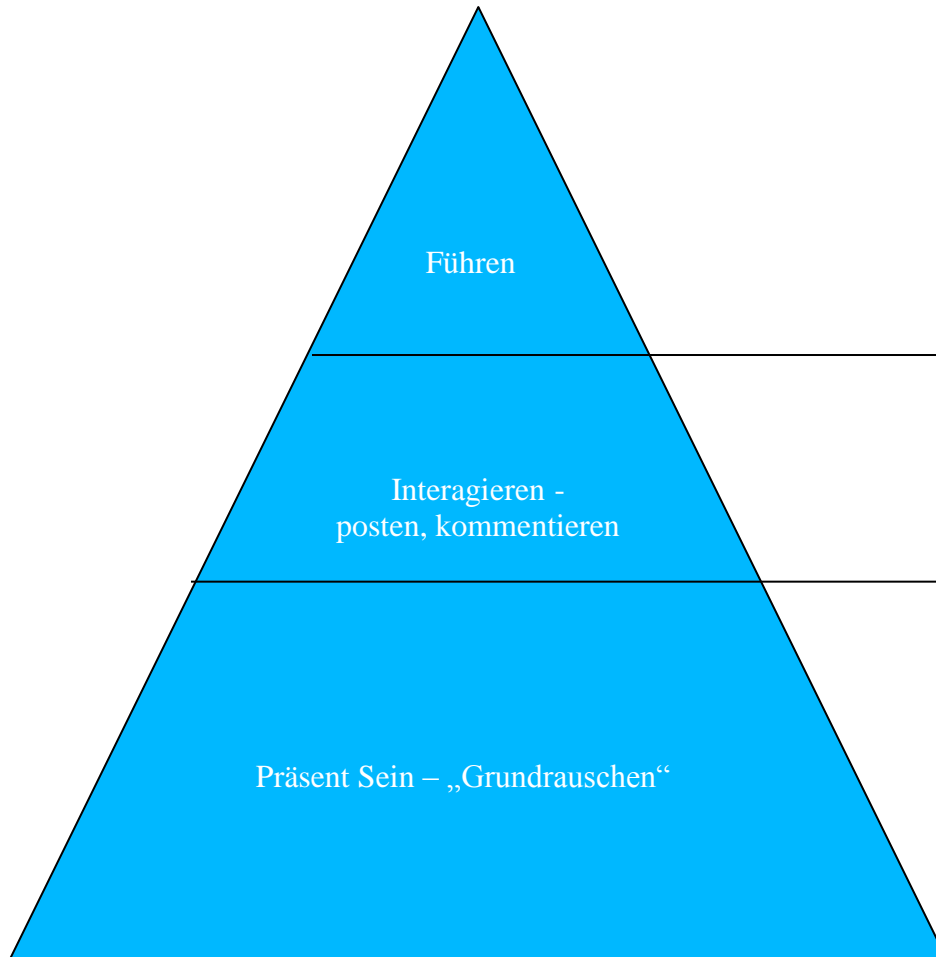 Führen
Interagieren -
posten, kommentieren
Präsent Sein – „Grundrauschen“